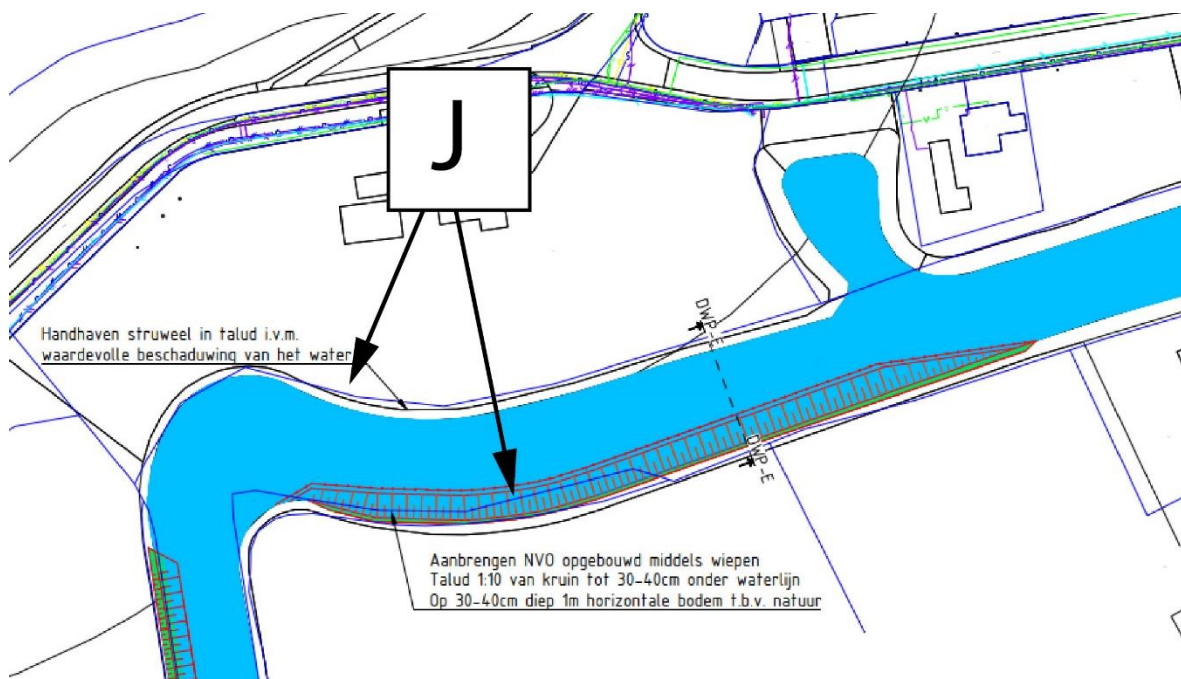 J
Handhaven struweel in talud i.v.m.
waardevolle beschaduwing van het water
DWP-E
DWP-E
Aanbrengen NVO opgebouwd middels wiepen
Talud 1:10 van kruin tot 30-40cm onder waterlijn
Op 30-40cm diep 1m horizontale bodem t.b.v. natuur